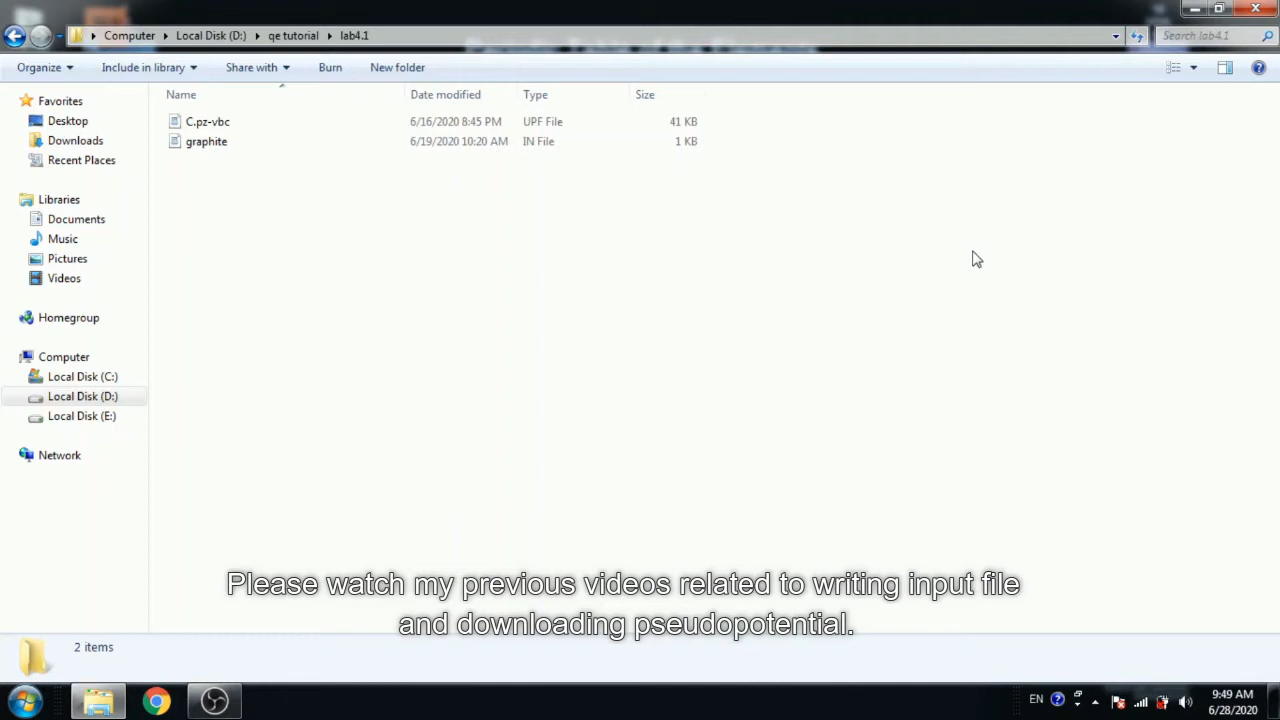 Computer Local Disk (D:) qe tutorial lab4.1
Search lab4.1
Organize Include in library Share with Burn New folder
Name Date modified Type Size
C.pz-vbc 6/16/2020 8:45 PM UPF File 41 KB
graphite 6/19/2020 10:20 AM IN File 1 KB
Favorites
Desktop
Downloads
Recent Places
Libraries
Documents
Music
Pictures
Videos
Homegroup
Computer
Local Disk (C:)
Local Disk (D:)
Local Disk (E:)
Network
Please watch my previous videos related to writing input file
and downloading pseudopotential.
2 items
EN
9:49 AM
6/28/2020